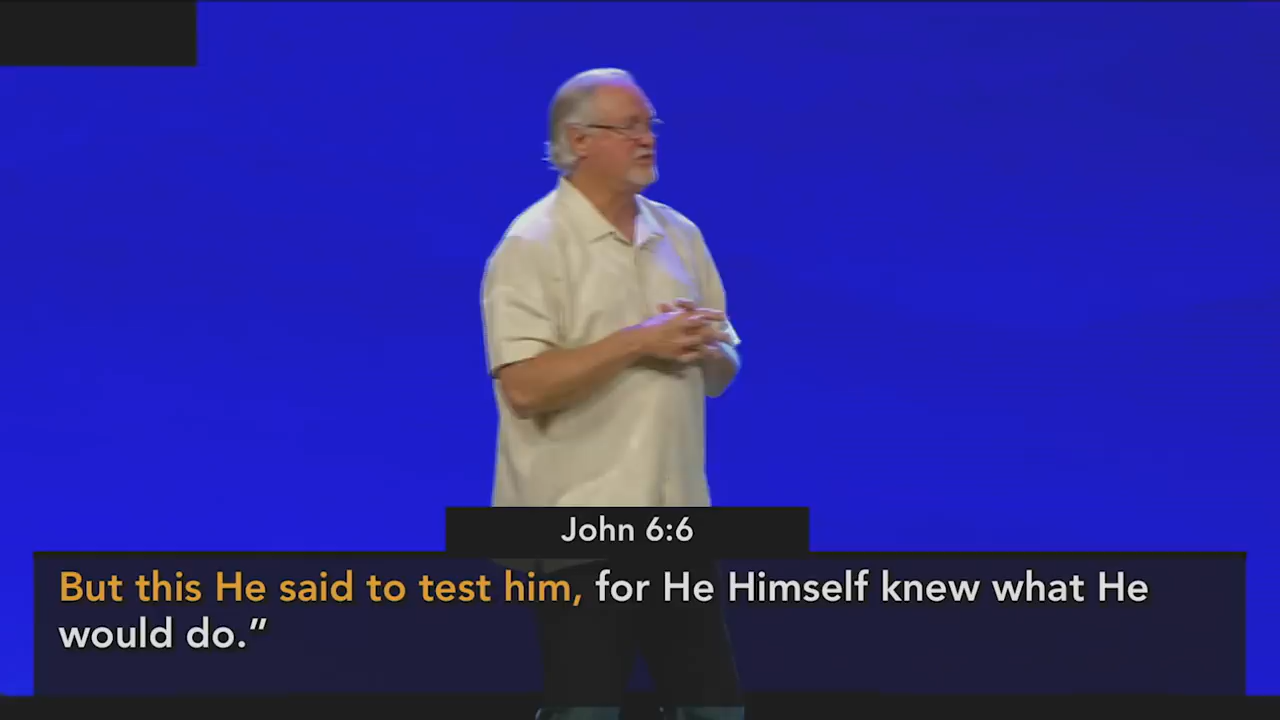 John 6:6
But this He said to test him, for He Himself knew what He
would do.”